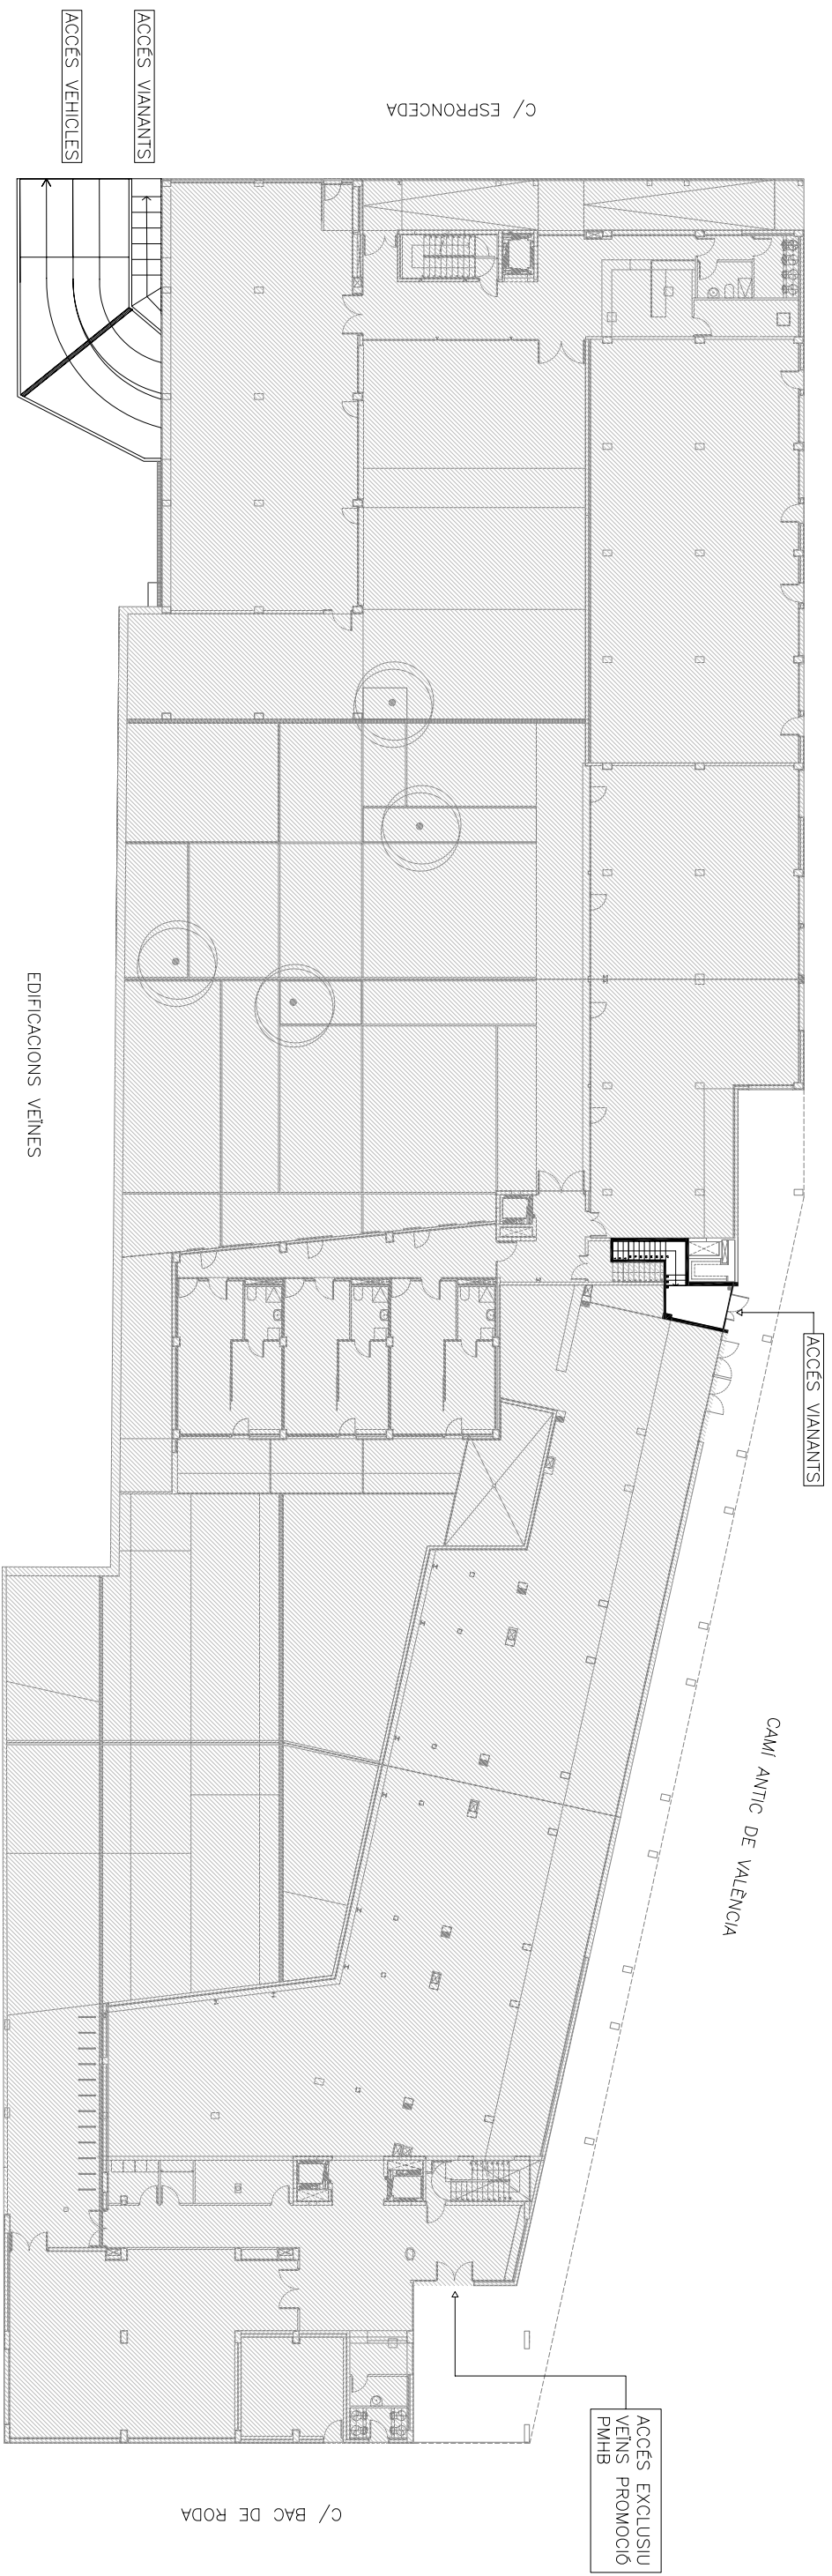 ACCÉS VEHICLES
ACCÉS VIANANTS
C/ ESPRONCEDA
EDIFICACIONS VEÏNES
ACCÉS VIANANTS
CAMÍ ANTIC DE VALÈNCIA
ACCÉS EXCLUSIU
VEÏNS PROMOCIÓ
PMHB
C/ BAC DE RODA